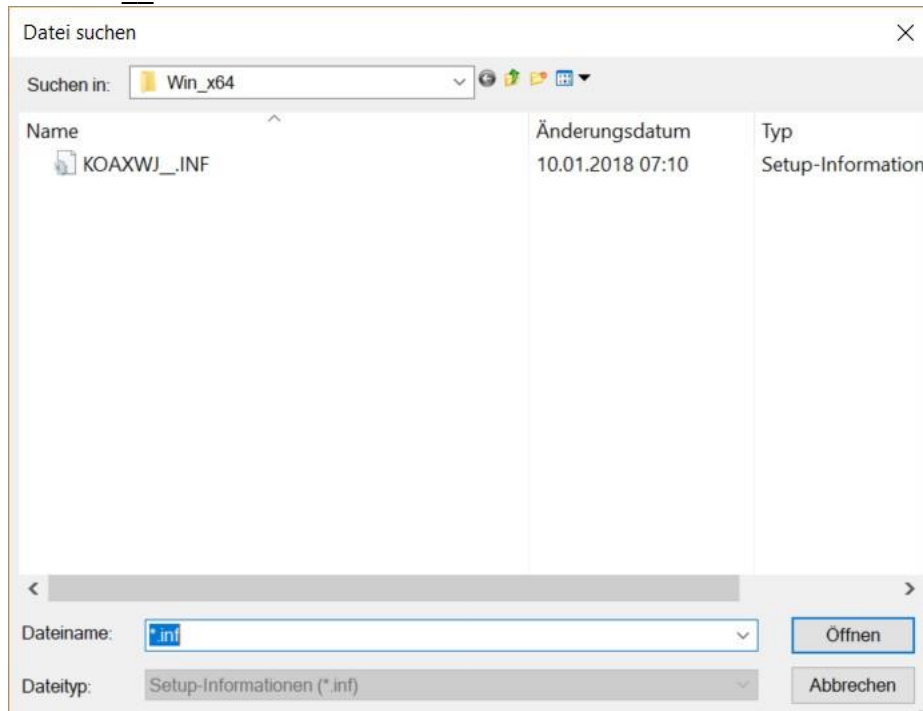 __
Datei suchen
Suchen in: Win_x64
Name Änderungsdatum Typ
KOAXWJ__.INF 10.01.2018 07:10 Setup-Information
Dateiname: *.inf Öffnen
Dateityp: Setup-Informationen (*.inf) Abbrechen